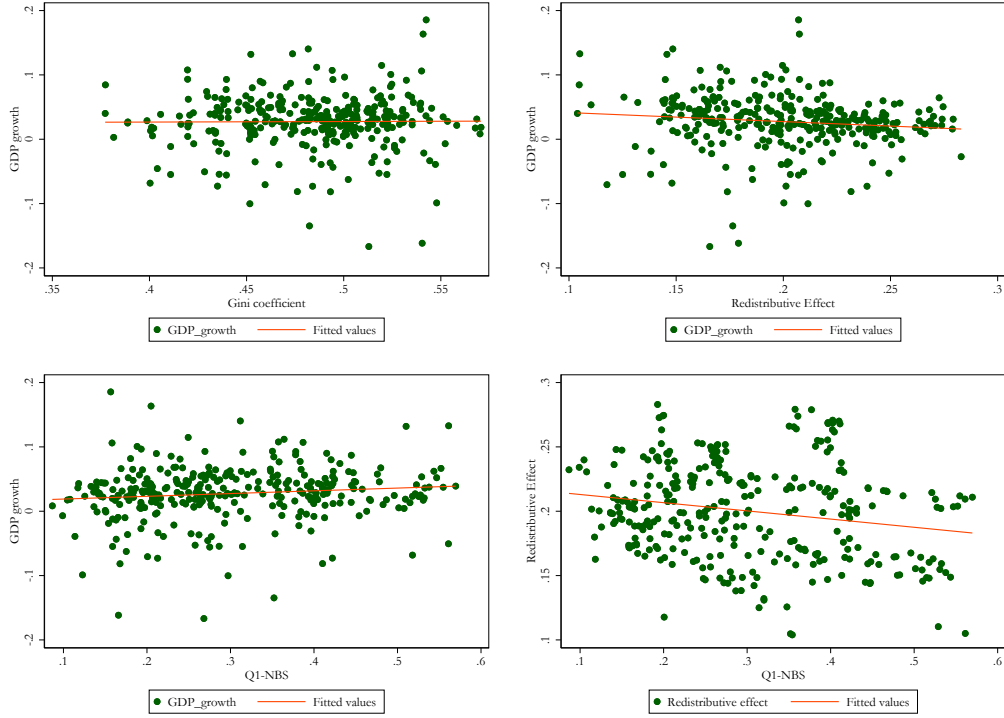 .2
.1
0
-.1
-.2
GDP growth
.35 .4 .45 .5 .55
Gini coefficient
GDP_growth Fitted values
.2
.1
0
-.1
-.2
GDP growth
.1 .15 .2 .25 .3
Redistributive Effect
GDP_growth Fitted values
.2
.1
0
-.1
-.2
GDP growth
.1 .2 .3 .4 .5 .6
Q1-NBS
GDP_growth Fitted values
.3
.25
.2
.15
.1
Redistributive Effect
.1 .2 .3 .4 .5 .6
Q1-NBS
Redistributive effect Fitted values